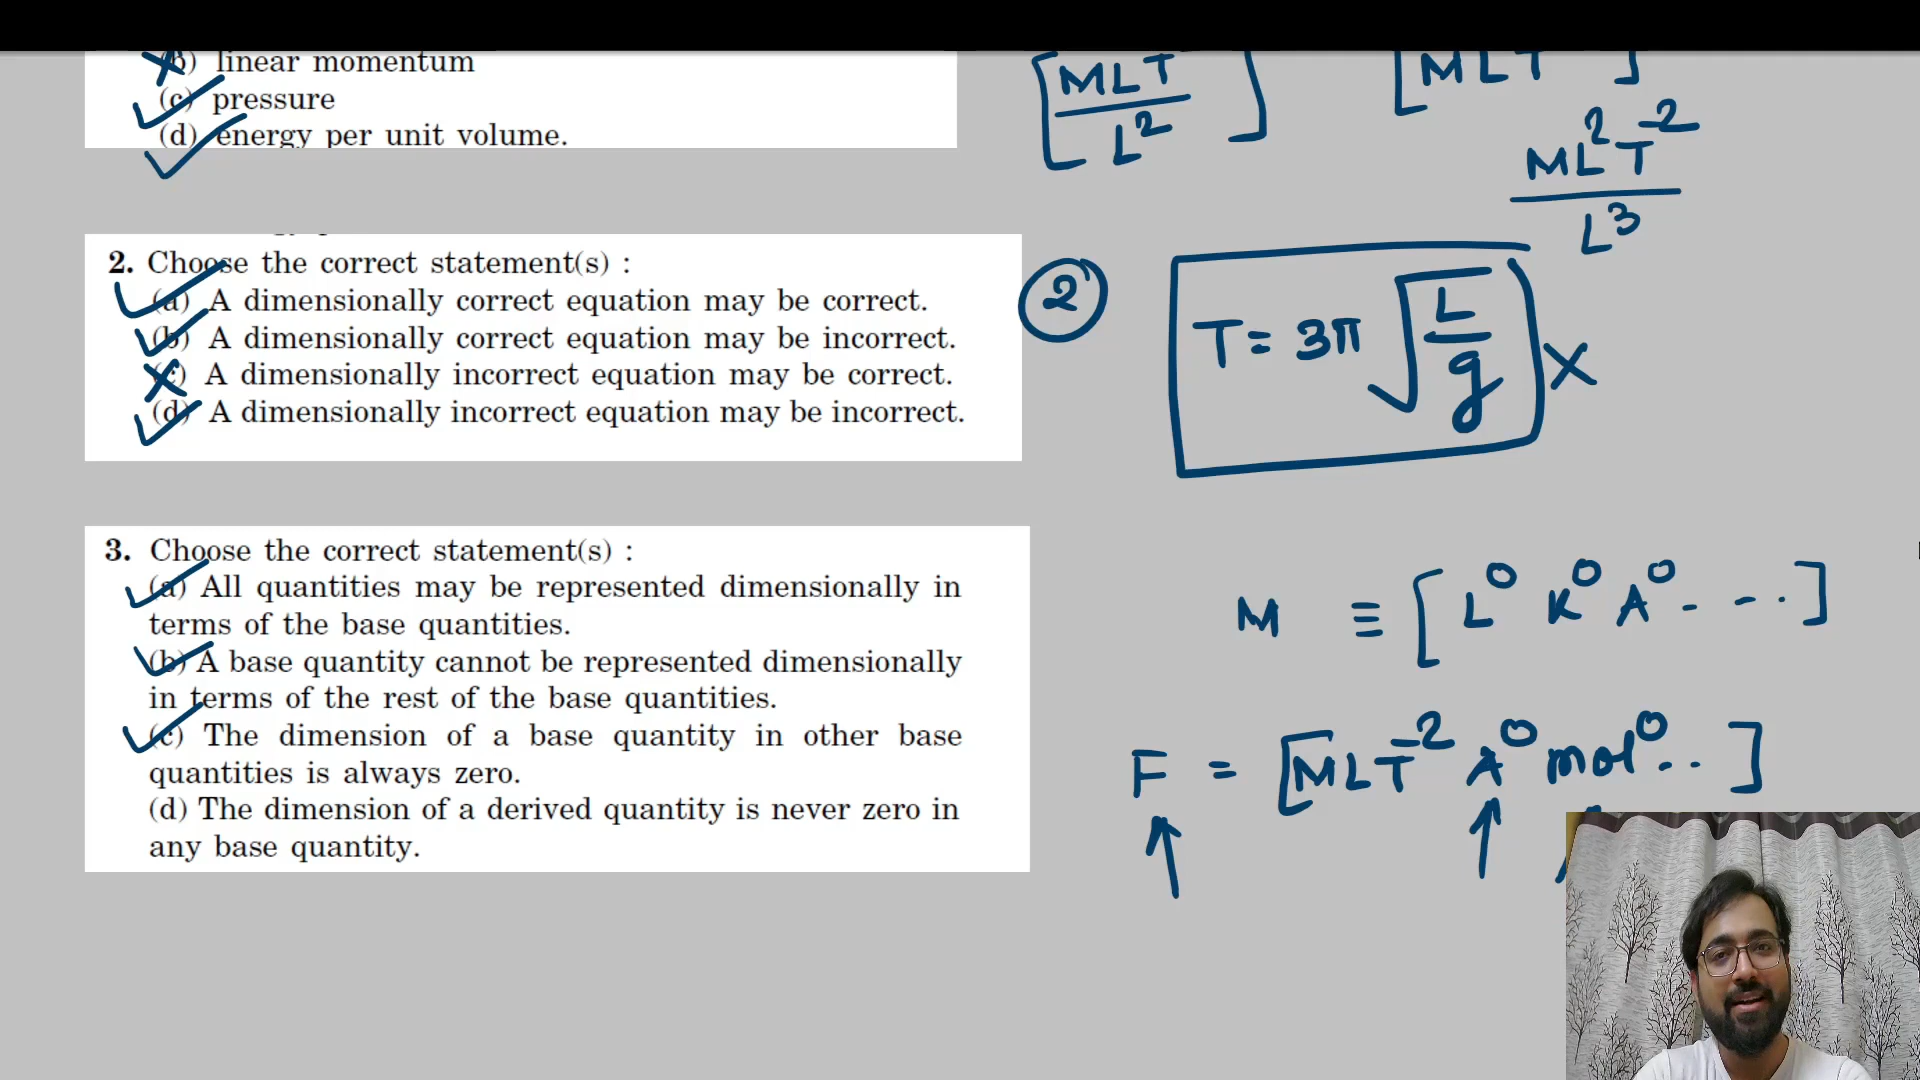 (b) linear momentum
(c) pressure
(d) energy per unit volume.
[MLT / L²]
[MLT ]
ML²T⁻² / L³
2. Choose the correct statement(s) :
(a) A dimensionally correct equation may be correct.
(b) A dimensionally correct equation may be incorrect.
(c) A dimensionally incorrect equation may be correct.
(d) A dimensionally incorrect equation may be incorrect.
2
T = 3π √(L/g) X
3. Choose the correct statement(s) :
(a) All quantities may be represented dimensionally in
terms of the base quantities.
(b) A base quantity cannot be represented dimensionally
in terms of the rest of the base quantities.
(c) The dimension of a base quantity in other base
quantities is always zero.
(d) The dimension of a derived quantity is never zero in
any base quantity.
M ≡ [L⁰ K⁰ A⁰ - - ..]
F = [MLT⁻² A⁰ mol⁰ ..]